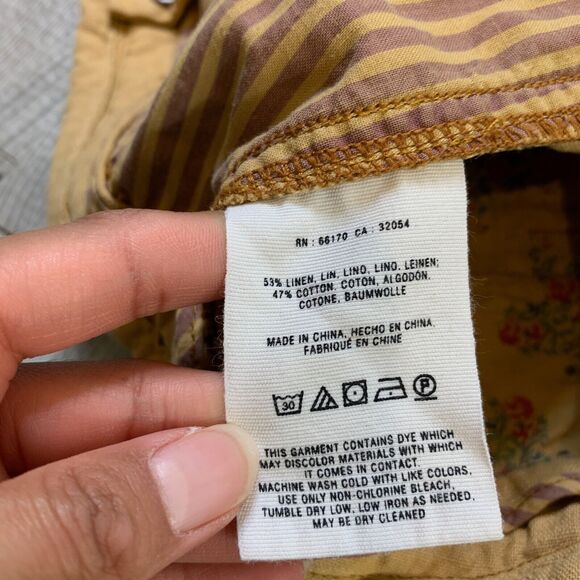 RN : 66170 CA : 32054
53% LINEN, LIN, LINO, LINO, LEINEN;
47% COTTON, COTON, ALGODON,
COTONE, BAUMWOLLE
MADE IN CHINA, HECHO EN CHINA,
FABRIQUÉ EN CHINE
30
P
THIS GARMENT CONTAINS DYE WHICH
MAY DISCOLOR MATERIALS WITH WHICH
IT COMES IN CONTACT.
MACHINE WASH COLD WITH LIKE COLORS,
USE ONLY NON-CHLORINE BLEACH,
TUMBLE DRY LOW, LOW IRON AS NEEDED,
MAY BE DRY CLEANED